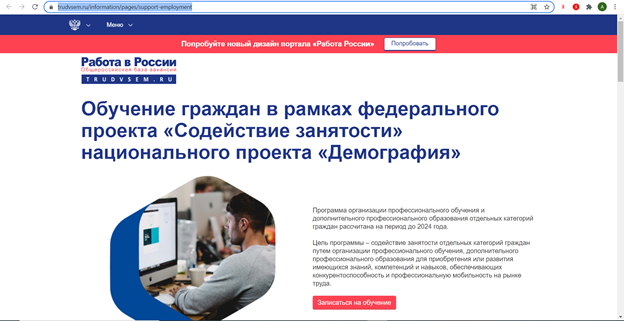 trudvsem.ru/information/pages/support-employment
Меню
Попробуйте новый дизайн портала «Работа России»
Попробовать
Работа в России
Общероссийская база вакансий
TRUDVSEM.RU
Обучение граждан в рамках федерального
проекта «Содействие занятости»
национального проекта «Демография»
Программа организации профессионального обучения и
дополнительного профессионального образования отдельных категорий
граждан рассчитана на период до 2024 года.
Цель программы – содействие занятости отдельных категорий граждан
путем организации профессионального обучения, дополнительного
профессионального образования для приобретения или развития
имеющихся знаний, компетенций и навыков, обеспечивающих
конкурентоспособность и профессиональную мобильность на рынке
труда.
Записаться на обучение